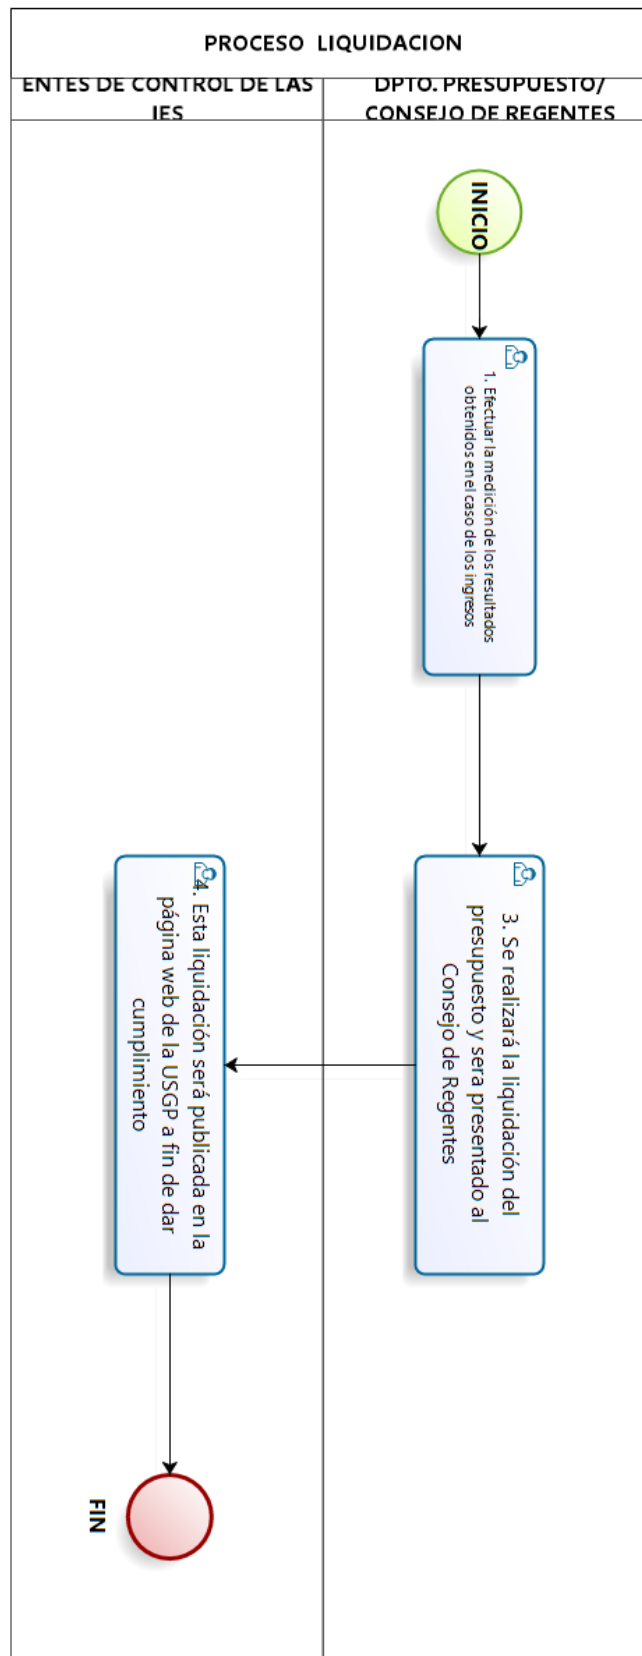 PROCESO LIQUIDACION
ENTES DE CONTROL DE LAS
IES
DPTO. PRESUPUESTO/
CONSEJO DE REGENTES
INICIO
1. Efectuar la medición de los resultados
obtenidos en el caso de los ingresos
3. Se realizará la liquidación del
presupuesto y sera presentado al
Consejo de Regentes
4. Esta liquidación será publicada en la
página web de la USGP a fin de dar
cumplimiento
FIN